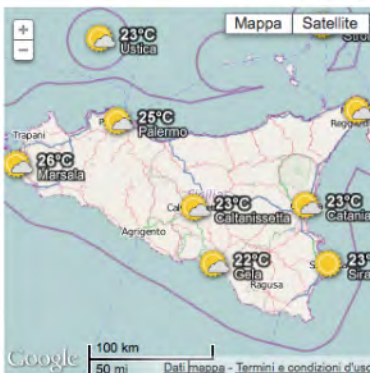 +
−
Mappa
Satellite
23°C
Ustica
25°C
Palermo
Trapani
26°C
Marsala
23°C
Caltanissetta
23°C
Catania
Agrigento
22°C
Gela
Ragusa
23°
100 km
50 mi
Google
Dati mappa - Termini e condizioni d'uso